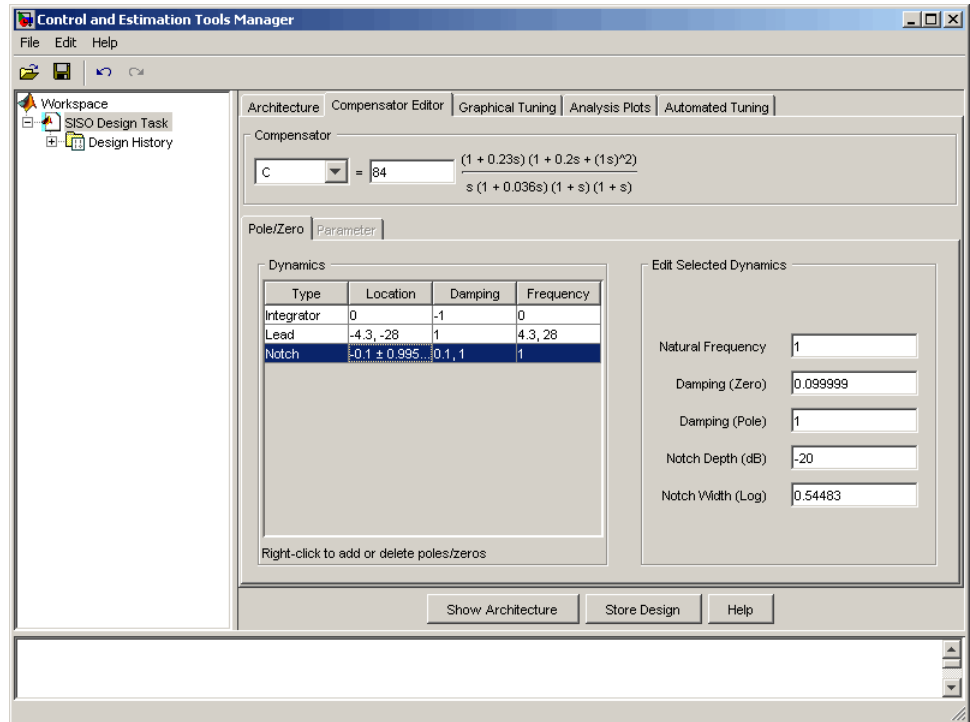 Control and Estimation Tools Manager
File Edit Help
Workspace
SISO Design Task
Design History
Architecture Compensator Editor Graphical Tuning Analysis Plots Automated Tuning
Compensator
C = 84
(1 + 0.23s) (1 + 0.2s + (1s)^2)
s (1 + 0.036s) (1 + s) (1 + s)
Pole/Zero Parameter
Dynamics
Type Location Damping Frequency
Integrator 0 -1 0
Lead -4.3, -28 1 4.3, 28
Notch -0.1 ± 0.995... 0.1, 1 1
Right-click to add or delete poles/zeros
Edit Selected Dynamics
Natural Frequency 1
Damping (Zero) 0.099999
Damping (Pole) 1
Notch Depth (dB) -20
Notch Width (Log) 0.54483
Show Architecture Store Design Help